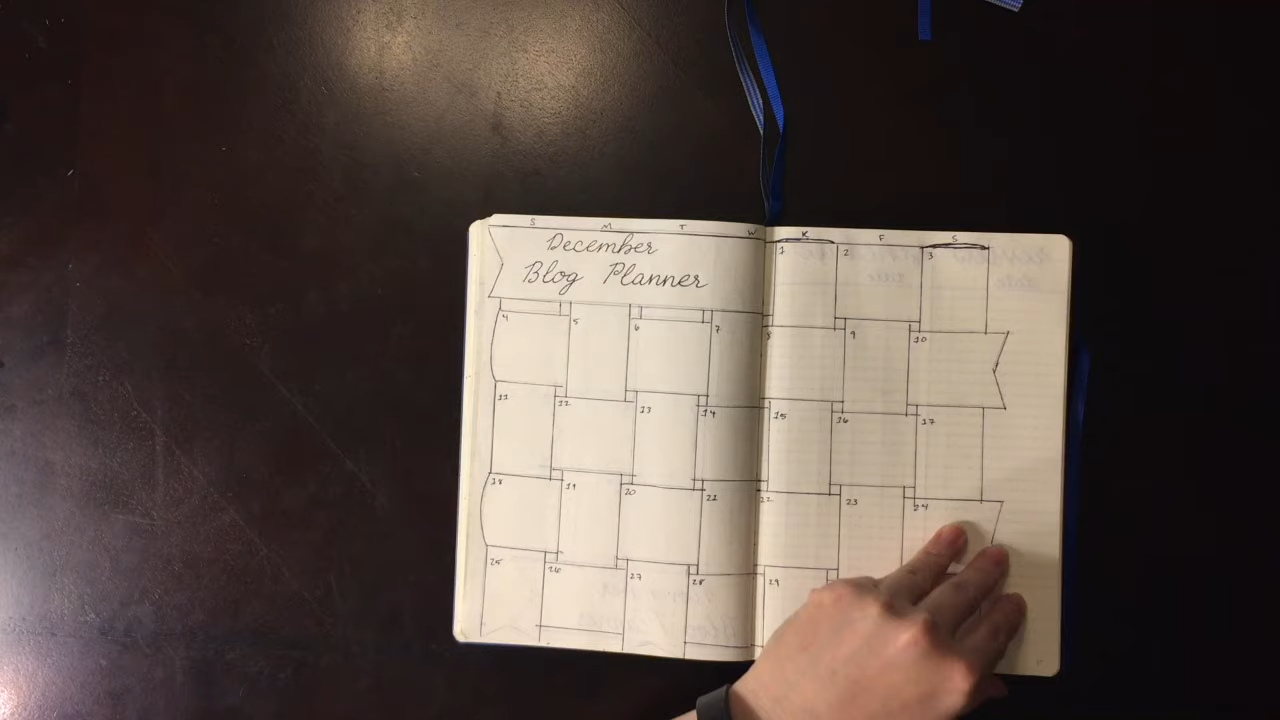 S M T W K F S
December
Blog Planner
1 2 3
4 5 6 7 8 9 10
11 12 13 14 15 16 17
18 19 20 21 22 23 24
25 26 27 28 29